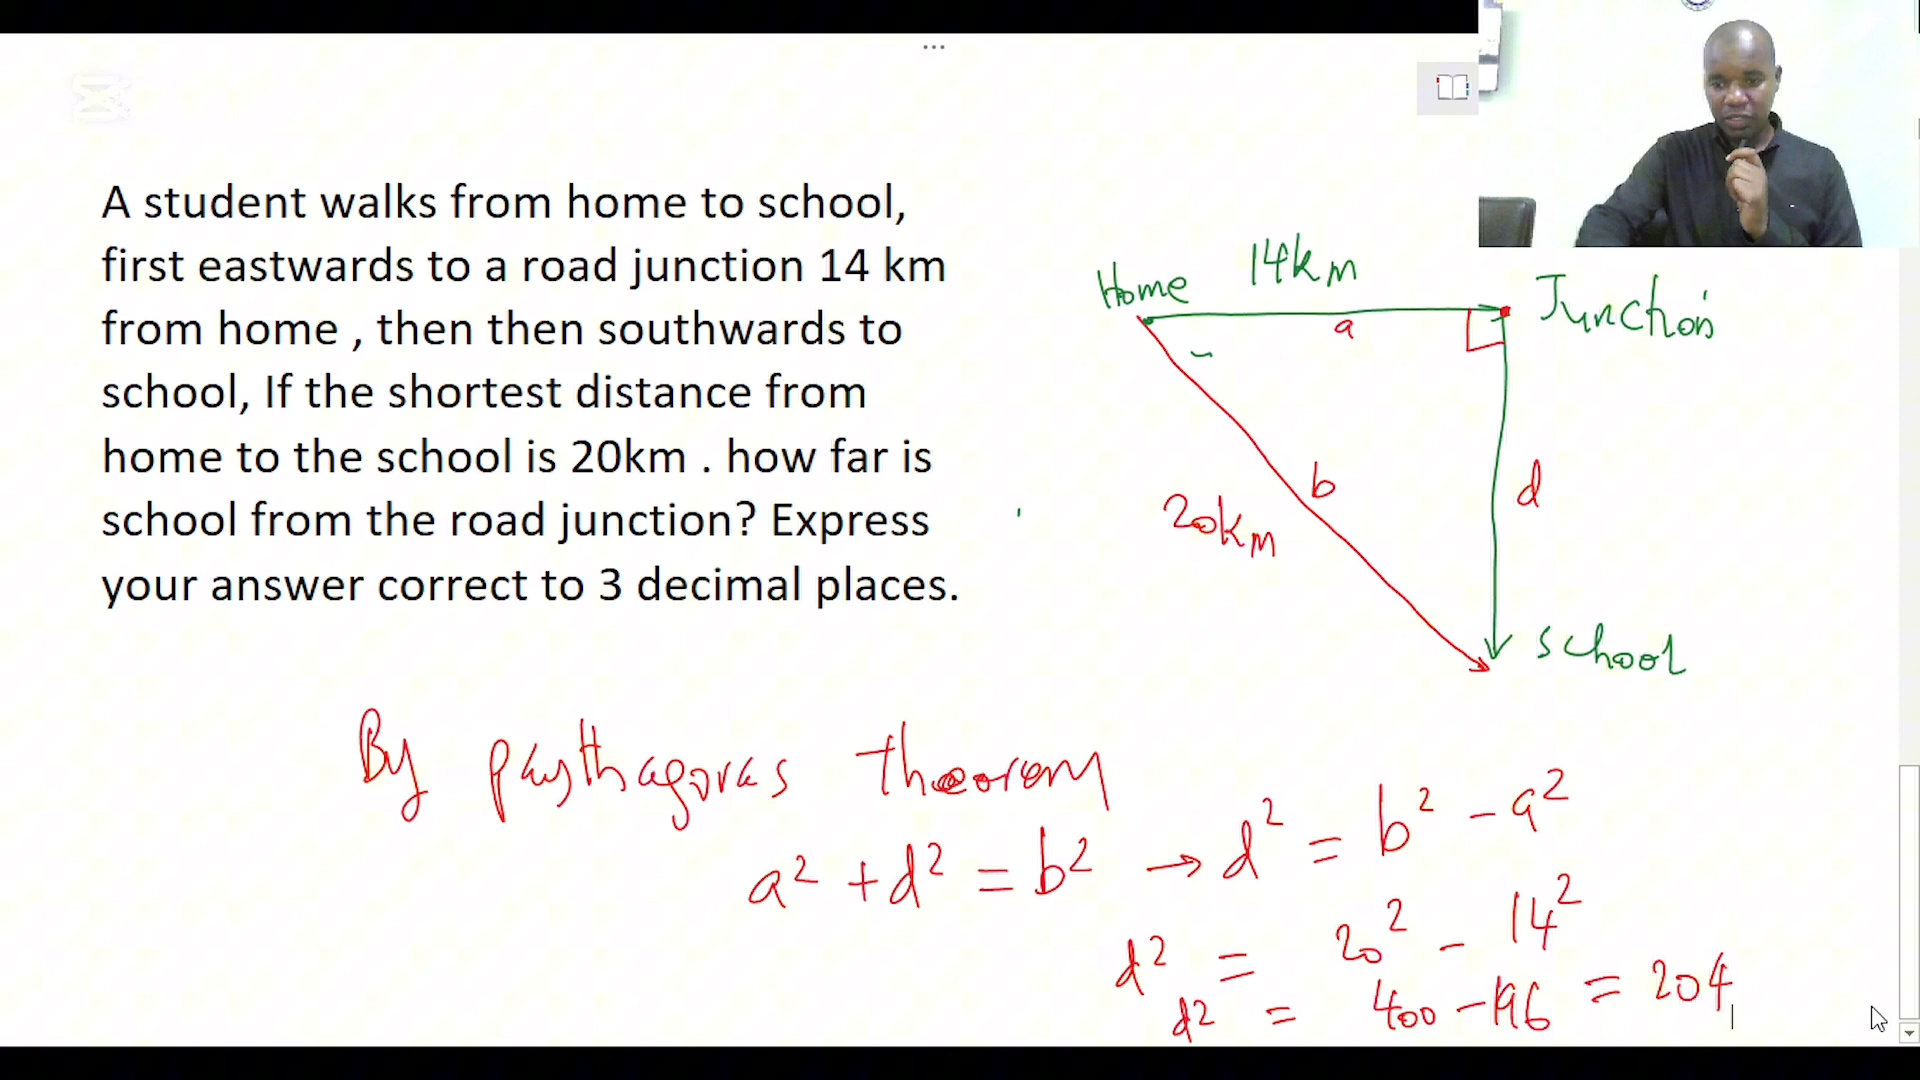 A student walks from home to school,
first eastwards to a road junction 14 km
from home , then then southwards to
school, If the shortest distance from
home to the school is 20km . how far is
school from the road junction? Express
your answer correct to 3 decimal places.
Home 14km Junction
a
b
d
20km
school
By paythagoras theorem
a² + d² = b² → d² = b² - a²
d² = 20² - 14²
d² = 400 - 196 = 204